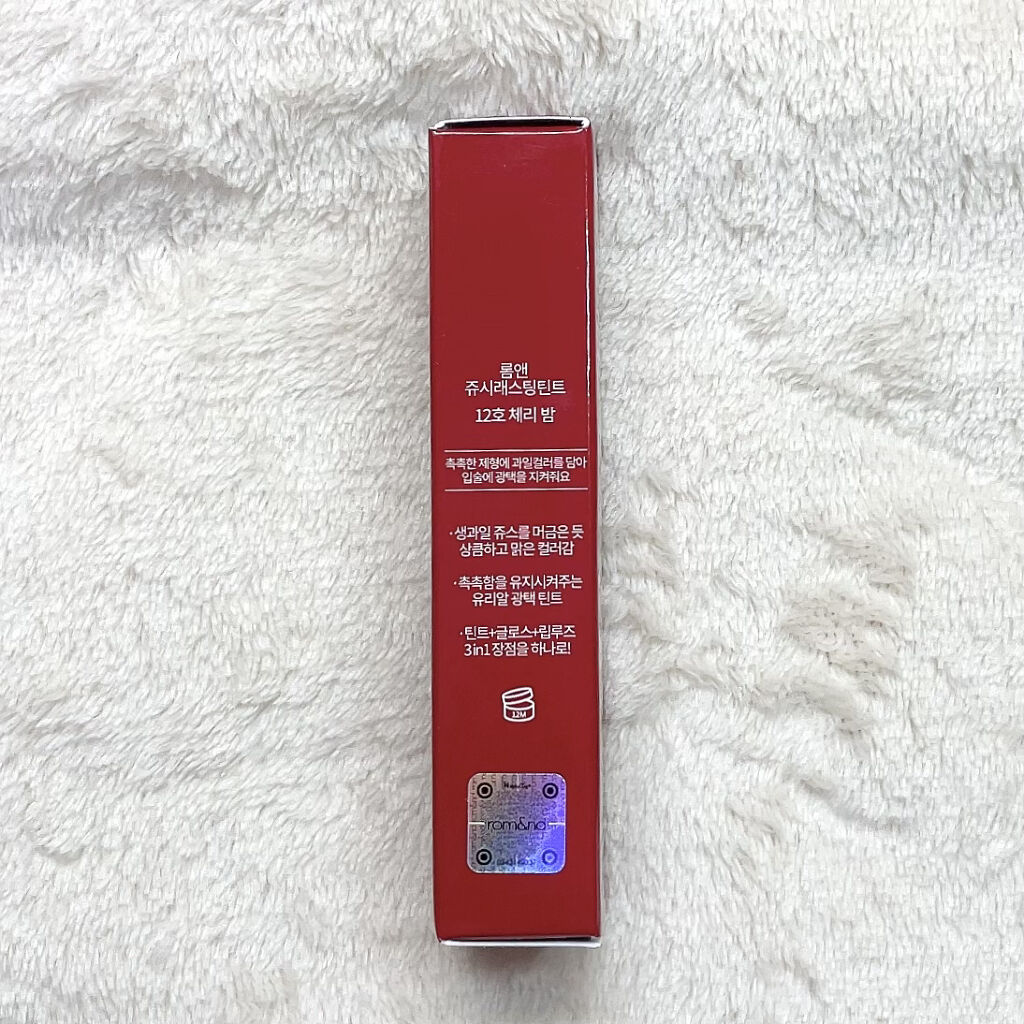 롬앤
쥬시래스팅틴트
12호 체리 밤
촉촉한 제형에 과일컬러를 담아
입술에 광택을 지켜줘요
·생과일 쥬스를 머금은 듯
상큼하고 맑은 컬러감
·촉촉함을 유지시켜주는
유리알 광택 틴트
·틴트+글로스+립루즈
3in1 장점을 하나로!
12M
rom&nd